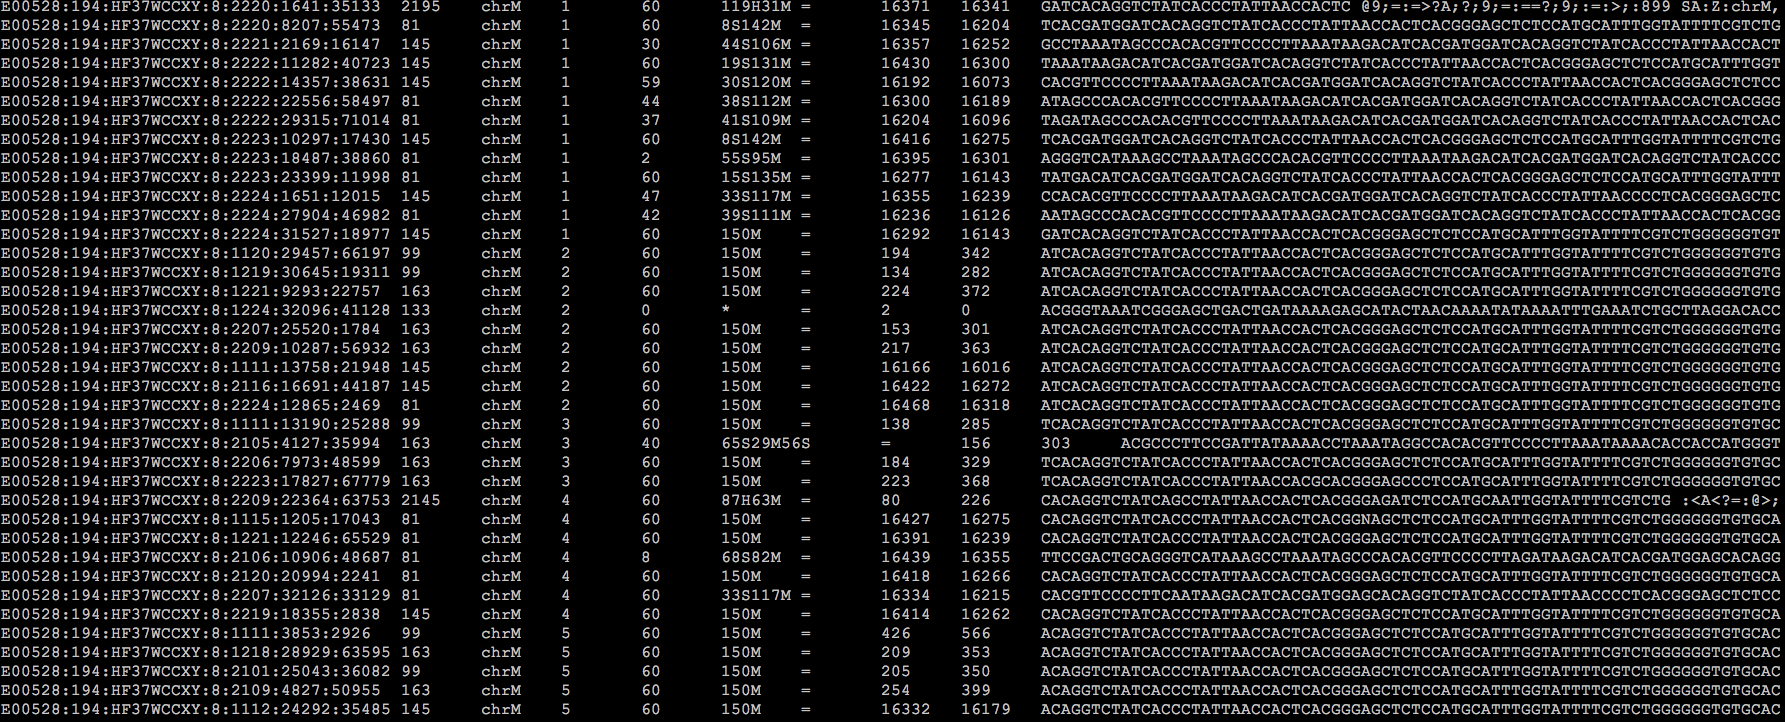 E00528:194:HF37WCCXY:8:2220:1641:35133 2195 chrM 1 60 119H31M = 16371 16341 GATCACAGGTCTATCACCCTATTAACCACTC @9;=:=>?A;?;9;=:==?;9;:=:>;:899 SA:Z:chrM,
E00528:194:HF37WCCXY:8:2220:8207:55473 81 chrM 1 60 8S142M = 16345 16204 TCACGATGGATCACAGGTCTATCACCCTATTAACCACTCACGGGAGCTCTCCATGCATTTGGTATTTTCGTCTG
E00528:194:HF37WCCXY:8:2221:2169:16147 145 chrM 1 30 44S106M = 16357 16252 GCCTAAATAGCCCACACGTTCCCCTTAAATAAGACATCACGATGGATCACAGGTCTATCACCCTATTAACCACT
E00528:194:HF37WCCXY:8:2222:11282:40723 145 chrM 1 60 19S131M = 16430 16300 TAAATAAGACATCACGATGGATCACAGGTCTATCACCCTATTAACCACTCACGGGAGCTCTCCATGCATTTGGT
E00528:194:HF37WCCXY:8:2222:14357:38631 145 chrM 1 59 30S120M = 16192 16073 CACGTTCCCCTTAAATAAGACATCACGATGGATCACAGGTCTATCACCCTATTAACCACTCACGGGAGCTCTCC
E00528:194:HF37WCCXY:8:2222:22556:58497 81 chrM 1 44 38S112M = 16300 16189 ATAGCCCACACGTTCCCCTTAAATAAGACATCACGATGGATCACAGGTCTATCACCCTATTAACCACTCACGGG
E00528:194:HF37WCCXY:8:2222:29315:71014 81 chrM 1 37 41S109M = 16204 16096 TAGATAGCCCACACGTTCCCCTTAAATAAGACATCACGATGGATCACAGGTCTATCACCCTATTAACCACTCAC
E00528:194:HF37WCCXY:8:2223:10297:17430 145 chrM 1 60 8S142M = 16416 16275 TCACGATGGATCACAGGTCTATCACCCTATTAACCACTCACGGGAGCTCTCCATGCATTTGGTATTTTCGTCTG
E00528:194:HF37WCCXY:8:2223:18487:38860 81 chrM 1 2 55S95M = 16395 16301 AGGGTCATAAAGCCTAAATAGCCCACACGTTCCCCTTAAATAAGACATCACGATGGATCACAGGTCTATCACCC
E00528:194:HF37WCCXY:8:2223:23399:11998 81 chrM 1 60 15S135M = 16277 16143 TATGACATCACGATGGATCACAGGTCTATCACCCTATTAACCACTCACGGGAGCTCTCCATGCATTTGGTATTT
E00528:194:HF37WCCXY:8:2224:1651:12015 145 chrM 1 47 33S117M = 16355 16239 CCACACGTTCCCCTTAAATAAGACATCACGATGGATCACAGGTCTATCACCCTATTAACCCCTCACGGGAGCTC
E00528:194:HF37WCCXY:8:2224:27904:46982 81 chrM 1 42 39S111M = 16236 16126 AATAGCCCACACGTTCCCCTTAAATAAGACATCACGATGGATCACAGGTCTATCACCCTATTAACCACTCACGG
E00528:194:HF37WCCXY:8:2224:31527:18977 145 chrM 1 60 150M = 16292 16143 GATCACAGGTCTATCACCCTATTAACCACTCACGGGAGCTCTCCATGCATTTGGTATTTTCGTCTGGGGGGTGT
E00528:194:HF37WCCXY:8:1120:29457:66197 99 chrM 2 60 150M = 194 342 ATCACAGGTCTATCACCCTATTAACCACTCACGGGAGCTCTCCATGCATTTGGTATTTTCGTCTGGGGGGTGTG
E00528:194:HF37WCCXY:8:1219:30645:19311 99 chrM 2 60 150M = 134 282 ATCACAGGTCTATCACCCTATTAACCACTCACGGGAGCTCTCCATGCATTTGGTATTTTCGTCTGGGGGGTGTG
E00528:194:HF37WCCXY:8:1221:9293:22757 163 chrM 2 60 150M = 224 372 ATCACAGGTCTATCACCCTATTAACCACTCACGGGAGCTCTCCATGCATTTGGTATTTTCGTCTGGGGGGTGTG
E00528:194:HF37WCCXY:8:1224:32096:41128 133 chrM 2 0 * = 2 0 ACGGGTAAATCGGGAGCTGACTGATAAAAGAGCATACTAACAAAATATAAAATTTGAAATCTGCTTAGGACACC
E00528:194:HF37WCCXY:8:2207:25520:1784 163 chrM 2 60 150M = 153 301 ATCACAGGTCTATCACCCTATTAACCACTCACGGGAGCTCTCCATGCATTTGGTATTTTCGTCTGGGGGGTGTG
E00528:194:HF37WCCXY:8:2209:10287:56932 163 chrM 2 60 150M = 217 363 ATCACAGGTCTATCACCCTATTAACCACTCACGGGAGCTCTCCATGCATTTGGTATTTTCGTCTGGGGGGTGTG
E00528:194:HF37WCCXY:8:1111:13758:21948 145 chrM 2 60 150M = 16166 16016 ATCACAGGTCTATCACCCTATTAACCACTCACGGGAGCTCTCCATGCATTTGGTATTTTCGTCTGGGGGGTGTG
E00528:194:HF37WCCXY:8:2116:16691:44187 145 chrM 2 60 150M = 16422 16272 ATCACAGGTCTATCACCCTATTAACCACTCACGGGAGCTCTCCATGCATTTGGTATTTTCGTCTGGGGGGTGTG
E00528:194:HF37WCCXY:8:2224:12865:2469 81 chrM 2 60 150M = 16468 16318 ATCACAGGTCTATCACCCTATTAACCACTCACGGGAGCTCTCCATGCATTTGGTATTTTCGTCTGGGGGGTGTG
E00528:194:HF37WCCXY:8:1111:13190:25288 99 chrM 3 60 150M = 138 285 TCACAGGTCTATCACCCTATTAACCACTCACGGGAGCTCTCCATGCATTTGGTATTTTCGTCTGGGGGGTGTGC
E00528:194:HF37WCCXY:8:2105:4127:35994 163 chrM 3 40 65S29M56S = 156 303 ACGCCCTTCCGATTATAAAACCTAAATAGGCCACACGTTCCCCTTAAATAAAACACCACCATGGGT
E00528:194:HF37WCCXY:8:2206:7973:48599 163 chrM 3 60 150M = 184 329 TCACAGGTCTATCACCCTATTAACCACTCACGGGAGCTCTCCATGCATTTGGTATTTTCGTCTGGGGGGTGTGC
E00528:194:HF37WCCXY:8:2223:17827:67779 163 chrM 3 60 150M = 223 368 TCACAGGTCTATCACCCTATTAACCACGCACGGGAGCCCTCCATGCATTTGGTATTTTCGTCTGGGGGGTGTGC
E00528:194:HF37WCCXY:8:2209:22364:63753 2145 chrM 4 60 87H63M = 80 226 CACAGGTCTATCAGCCTATTAACCACTCACGGGAGATCTCCATGCAATTGGTATTTTCGTCTG :<A<?=:@>;
E00528:194:HF37WCCXY:8:1115:1205:17043 81 chrM 4 60 150M = 16427 16275 CACAGGTCTATCACCCTATTAACCACTCACGGNAGCTCTCCATGCATTTGGTATTTTCGTCTGGGGGGTGTGCA
E00528:194:HF37WCCXY:8:1221:12246:65529 81 chrM 4 60 150M = 16391 16239 CACAGGTCTATCACCCTATTAACCACTCACGGGAGCTCTCCATGCATTTGGTATTTTCGTCTGGGGGGTGTGCA
E00528:194:HF37WCCXY:8:2106:10906:48687 81 chrM 4 8 68S82M = 16439 16355 TTCCGACTGCAGGGTCATAAAGCCTAAATAGCCCACACGTTCCCCTTAGATAAGACATCACGATGGAGCACAGG
E00528:194:HF37WCCXY:8:2120:20994:2241 81 chrM 4 60 150M = 16418 16266 CACAGGTCTATCACCCTATTAACCACTCACGGGAGCTCTCCATGCATTTGGTATTTTCGTCTGGGGGGTGTGCA
E00528:194:HF37WCCXY:8:2207:32126:33129 81 chrM 4 60 33S117M = 16334 16215 CACGTTCCCCTTCAATAAGACATCACGATGGAGCACAGGTCTATCACCCTATTAACCCCTCACGGGAGCTCTCC
E00528:194:HF37WCCXY:8:2219:18355:2838 145 chrM 4 60 150M = 16414 16262 CACAGGTCTATCACCCTATTAACCACTCACGGGAGCTCTCCATGCATTTGGTATTTTCGTCTGGGGGGTGTGCA
E00528:194:HF37WCCXY:8:1111:3853:2926 99 chrM 5 60 150M = 426 566 ACAGGTCTATCACCCTATTAACCACTCACGGGAGCTCTCCATGCATTTGGTATTTTCGTCTGGGGGGTGTGCAC
E00528:194:HF37WCCXY:8:1218:28929:63595 163 chrM 5 60 150M = 209 353 ACAGGTCTATCACCCTATTAACCACTCACGGGAGCTCTCCATGCATTTGGTATTTTCGTCTGGGGGGTGTGCAC
E00528:194:HF37WCCXY:8:2101:25043:36082 99 chrM 5 60 150M = 205 350 ACAGGTCTATCACCCTATTAACCACTCACGGGAGCTCTCCATGCATTTGGTATTTTCGTCTGGGGGGTGTGCAC
E00528:194:HF37WCCXY:8:2109:4827:50955 163 chrM 5 60 150M = 254 399 ACAGGTCTATCACCCTATTAACCACTCACGGGAGCTCTCCATGCATTTGGTATTTTCGTCTGGGGGGTGTGCAC
E00528:194:HF37WCCXY:8:1112:24292:35485 145 chrM 5 60 150M = 16332 16179 ACAGGTCTATCACCCTATTAACCACTCACGGGAGCTCTCCATGCATTTGGTATTTTCGTCTGGGGGGTGTGCAC